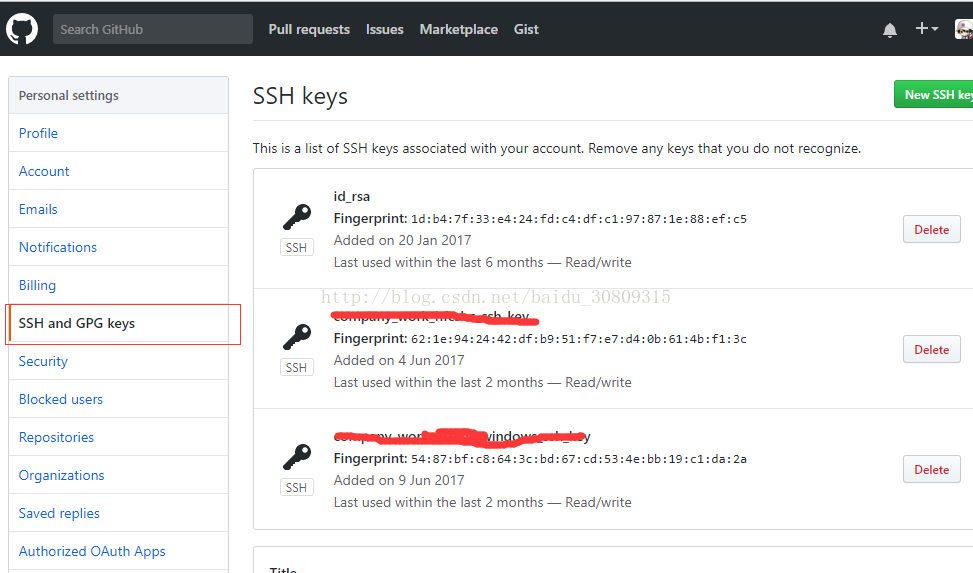 Search GitHub
Pull requests
Issues
Marketplace
Gist
Personal settings
Profile
Account
Emails
Notifications
Billing
SSH and GPG keys
Security
Blocked users
Repositories
Organizations
Saved replies
Authorized OAuth Apps
SSH keys
New SSH key
This is a list of SSH keys associated with your account. Remove any keys that you do not recognize.
id_rsa
SSH
Fingerprint: 1d:b4:7f:33:e4:24:fd:c4:df:c1:97:87:1e:88:ef:c5
Added on 20 Jan 2017
Last used within the last 6 months — Read/write
Delete
http://blog.csdn.net/baidu_30809315
SSH
Fingerprint: 62:1e:94:24:42:df:b9:51:f7:e7:d4:0b:61:4b:f1:3c
Added on 4 Jun 2017
Last used within the last 2 months — Read/write
Delete
SSH
Fingerprint: 54:87:bf:c8:64:3c:bd:67:cd:53:4e:bb:19:c1:da:2a
Added on 9 Jun 2017
Last used within the last 2 months — Read/write
Delete
Title